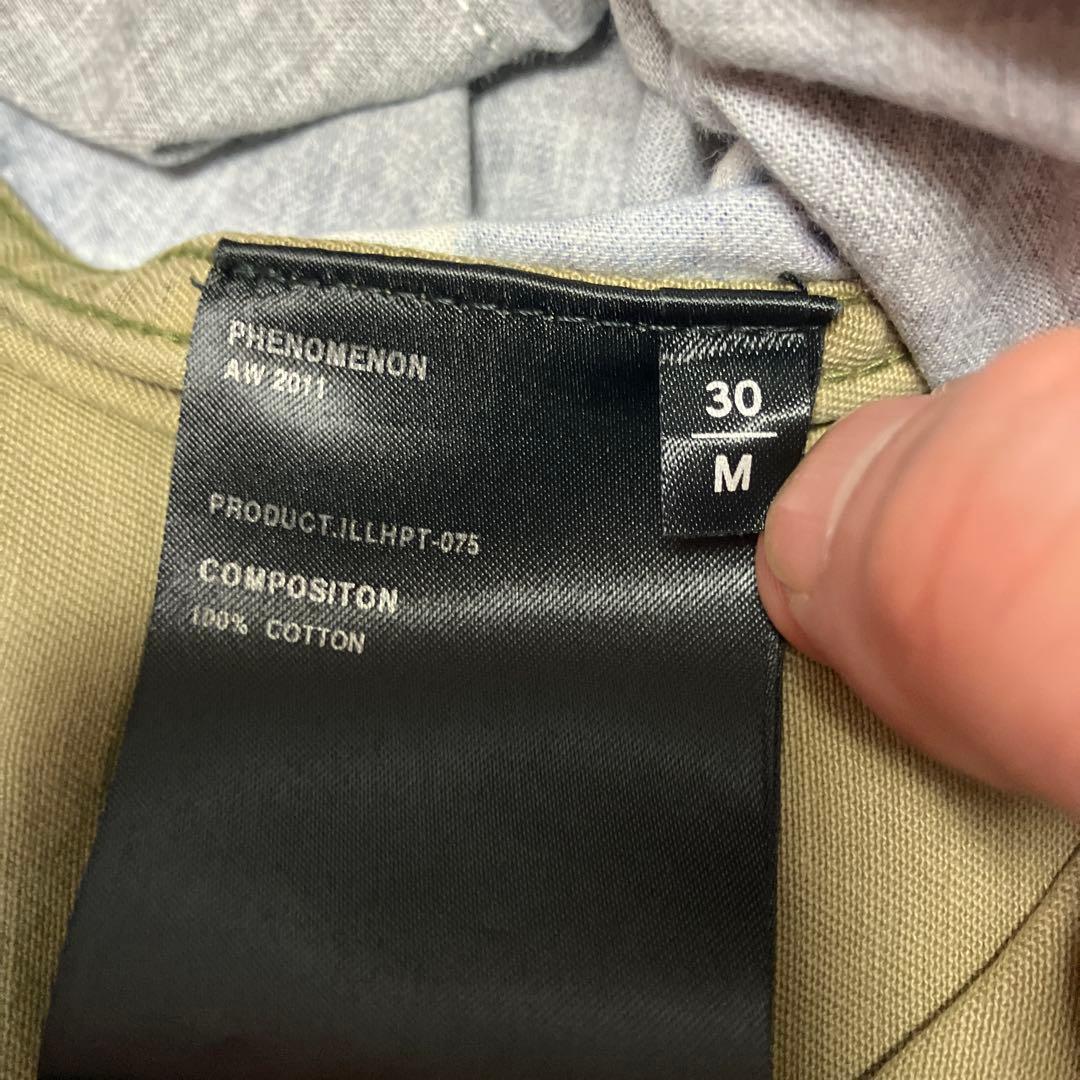 PHENOMENON
AW 2011
30
M
PRODUCT.ILLHPT-075
COMPOSITON
100% COTTON